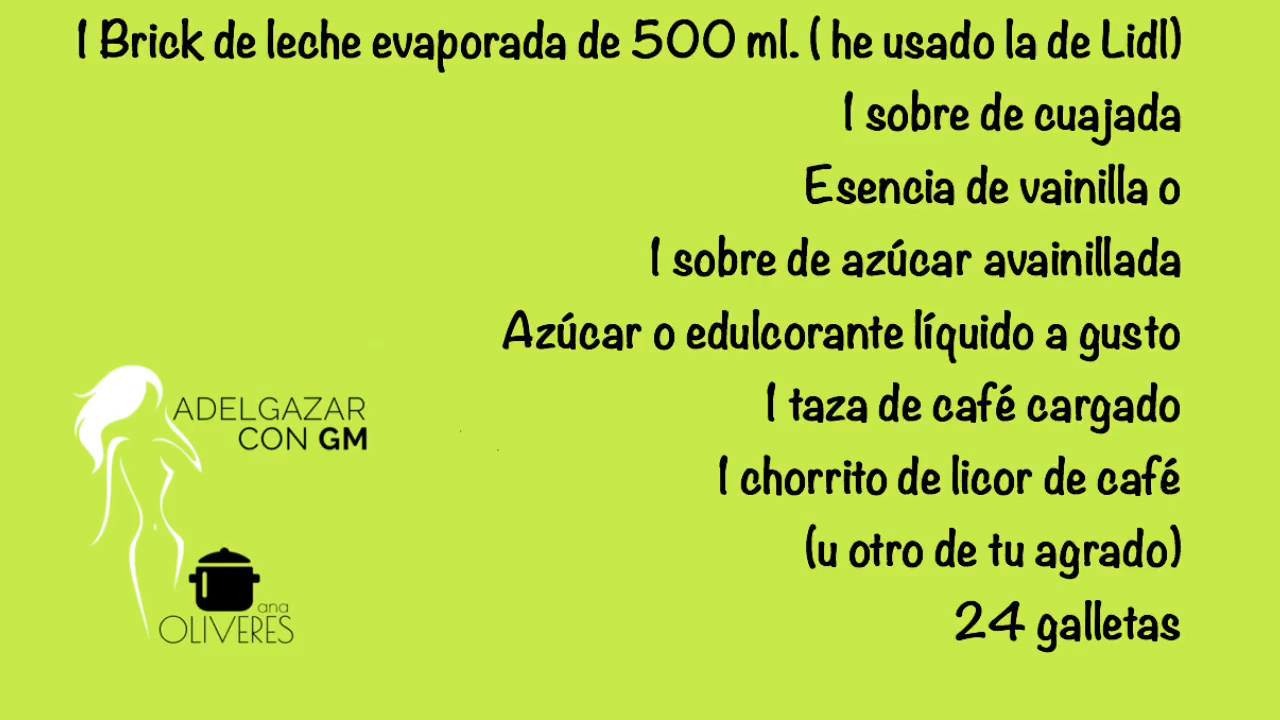 1 Brick de leche evaporada de 500 ml. ( he usado la de Lidl)
1 sobre de cuajada
Esencia de vainilla o
1 sobre de azúcar avainillada
Azúcar o edulcorante líquido a gusto
1 taza de café cargado
1 chorrito de licor de café
(u otro de tu agrado)
24 galletas
ADELGAZAR
CON GM
ana
OLIVERES